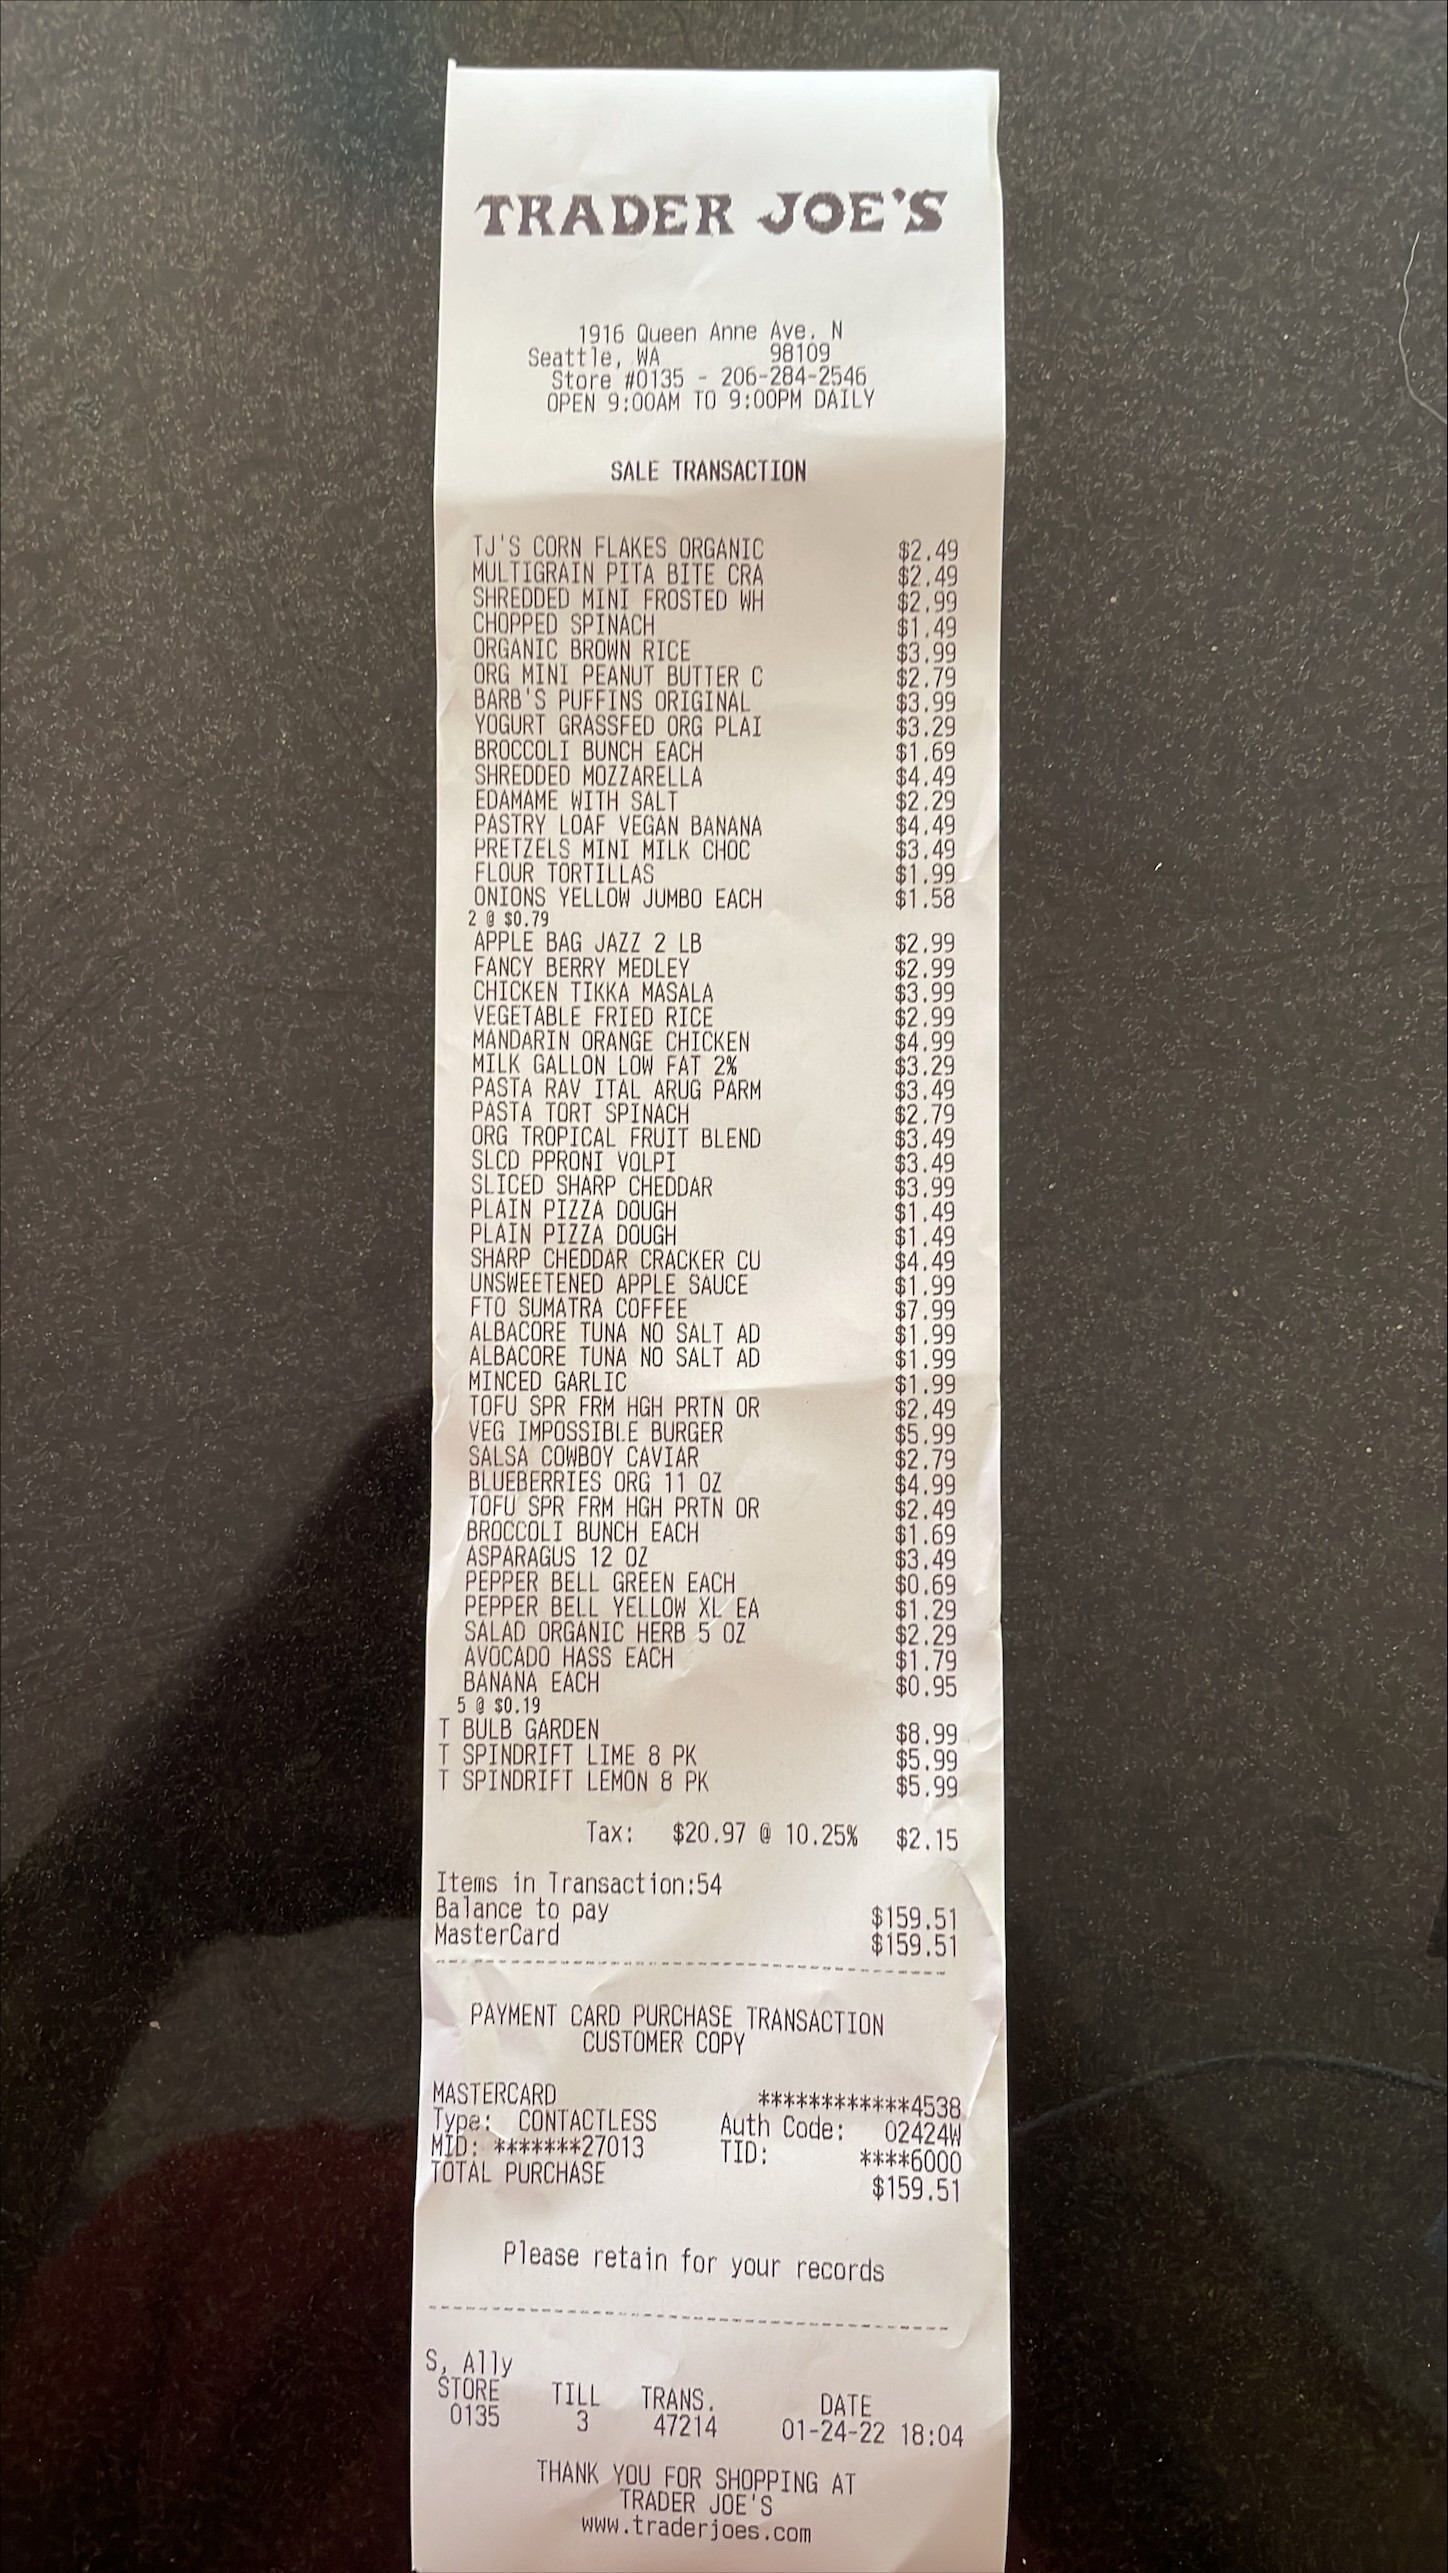 TRADER JOE'S
1916 Queen Anne Ave. N
Seattle, WA 98109
Store #0135 - 206-284-2546
OPEN 9:00AM TO 9:00PM DAILY
SALE TRANSACTION
TJ'S CORN FLAKES ORGANIC $2.49
MULTIGRAIN PITA BITE CRA $2.49
SHREDDED MINI FROSTED WH $2.99
CHOPPED SPINACH $1.49
ORGANIC BROWN RICE $3.99
ORG MINI PEANUT BUTTER C $2.79
BARB'S PUFFINS ORIGINAL $3.99
YOGURT GRASSFED ORG PLAI $3.29
BROCCOLI BUNCH EACH $1.69
SHREDDED MOZZARELLA $4.49
EDAMAME WITH SALT $2.29
PASTRY LOAF VEGAN BANANA $4.49
PRETZELS MINI MILK CHOC $3.49
FLOUR TORTILLAS $1.99
ONIONS YELLOW JUMBO EACH $1.58
2 @ $0.79
APPLE BAG JAZZ 2 LB $2.99
FANCY BERRY MEDLEY $2.99
CHICKEN TIKKA MASALA $3.99
VEGETABLE FRIED RICE $2.99
MANDARIN ORANGE CHICKEN $4.99
MILK GALLON LOW FAT 2% $3.29
PASTA RAV ITAL ARUG PARM $3.49
PASTA TORT SPINACH $2.79
ORG TROPICAL FRUIT BLEND $3.49
SLCD PPRONI VOLPI $3.49
SLICED SHARP CHEDDAR $3.99
PLAIN PIZZA DOUGH $1.49
PLAIN PIZZA DOUGH $1.49
SHARP CHEDDAR CRACKER CU $4.49
UNSWEETENED APPLE SAUCE $1.99
FTO SUMATRA COFFEE $7.99
ALBACORE TUNA NO SALT AD $1.99
ALBACORE TUNA NO SALT AD $1.99
MINCED GARLIC $1.99
TOFU SPR FRM HGH PRTN OR $2.49
VEG IMPOSSIBLE BURGER $5.99
SALSA COWBOY CAVIAR $2.79
BLUEBERRIES ORG 11 OZ $4.99
TOFU SPR FRM HGH PRTN OR $2.49
BROCCOLI BUNCH EACH $1.69
ASPARAGUS 12 OZ $3.49
PEPPER BELL GREEN EACH $0.69
PEPPER BELL YELLOW XL EA $1.29
SALAD ORGANIC HERB 5 OZ $2.29
AVOCADO HASS EACH $1.79
BANANA EACH $0.95
5 @ $0.19
T BULB GARDEN $8.99
T SPINDRIFT LIME 8 PK $5.99
T SPINDRIFT LEMON 8 PK $5.99
Tax: $20.97 @ 10.25% $2.15
Items in Transaction:54
Balance to pay $159.51
MasterCard $159.51
PAYMENT CARD PURCHASE TRANSACTION
CUSTOMER COPY
MASTERCARD ************4538
Type: CONTACTLESS Auth Code: 02424W
MID: *******27013 TID: ****6000
TOTAL PURCHASE $159.51
Please retain for your records
S, Ally
STORE TILL TRANS. DATE
0135 3 47214 01-24-22 18:04
THANK YOU FOR SHOPPING AT
TRADER JOE'S
www.traderjoes.com